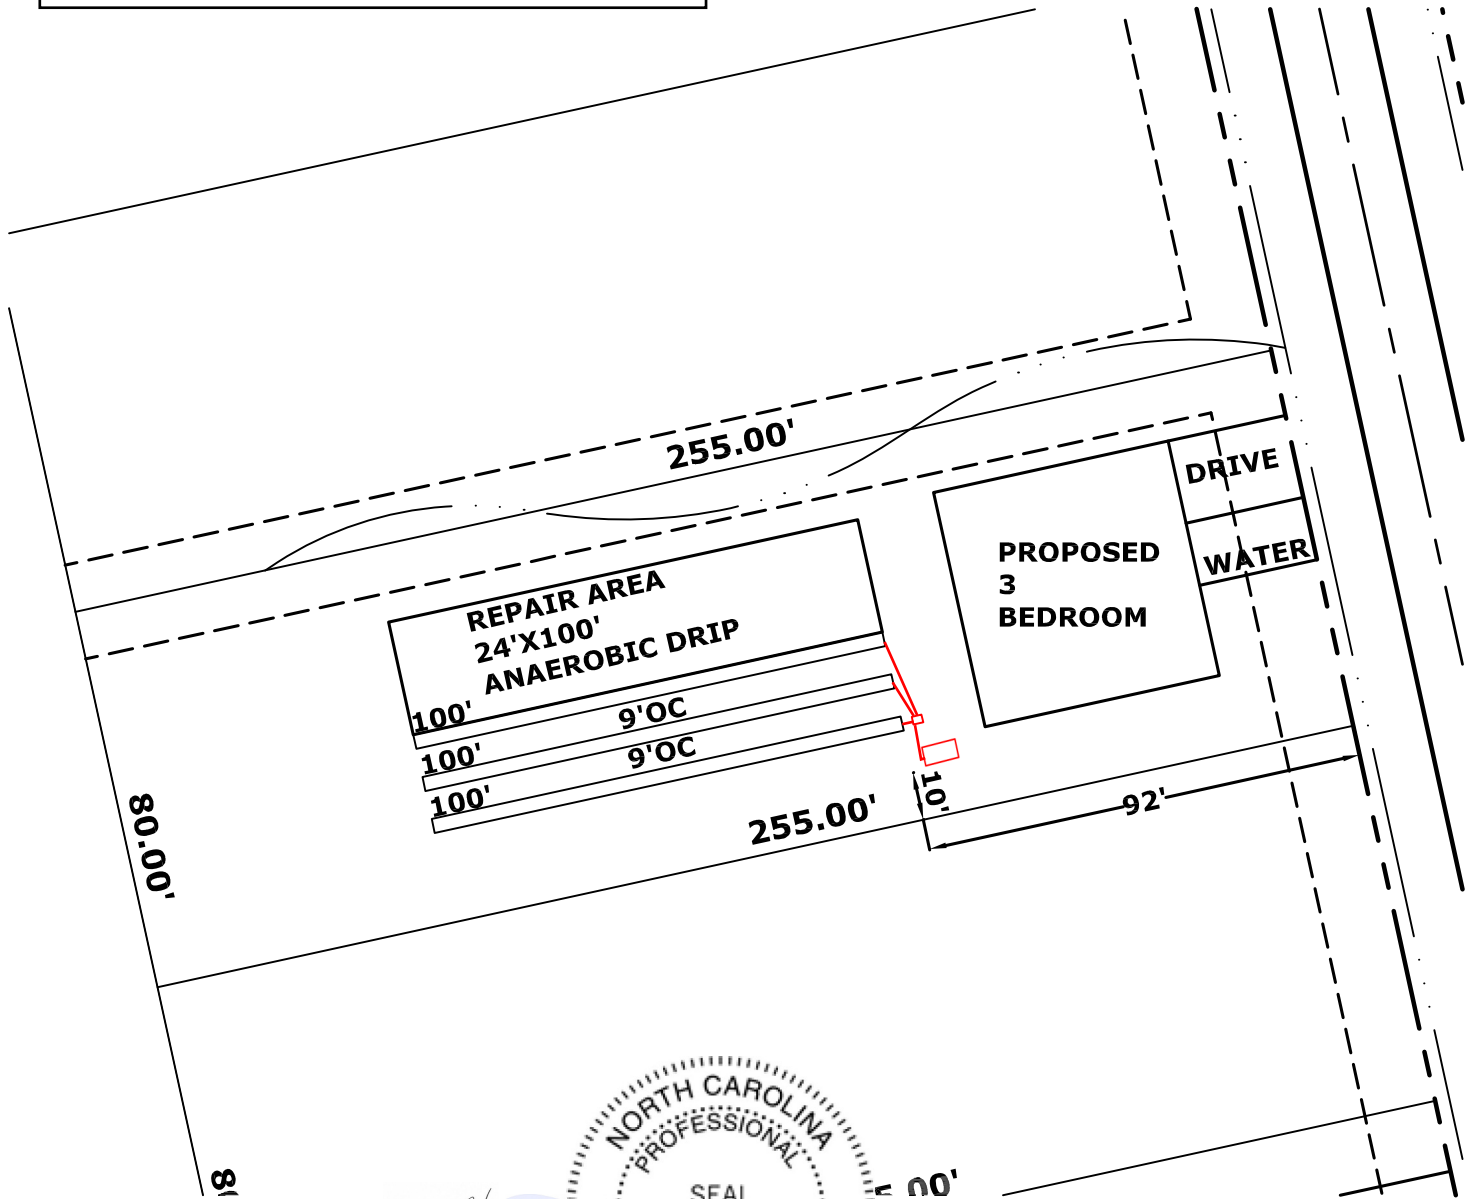 255.00'
DRIVE
WATER
PROPOSED
3
BEDROOM
REPAIR AREA
24'X100'
ANAEROBIC DRIP
100'
9'OC
100'
9'OC
100'
10'
92'
255.00'
80.00'
NORTH CAROLINA
PROFESSIONAL
SEAL